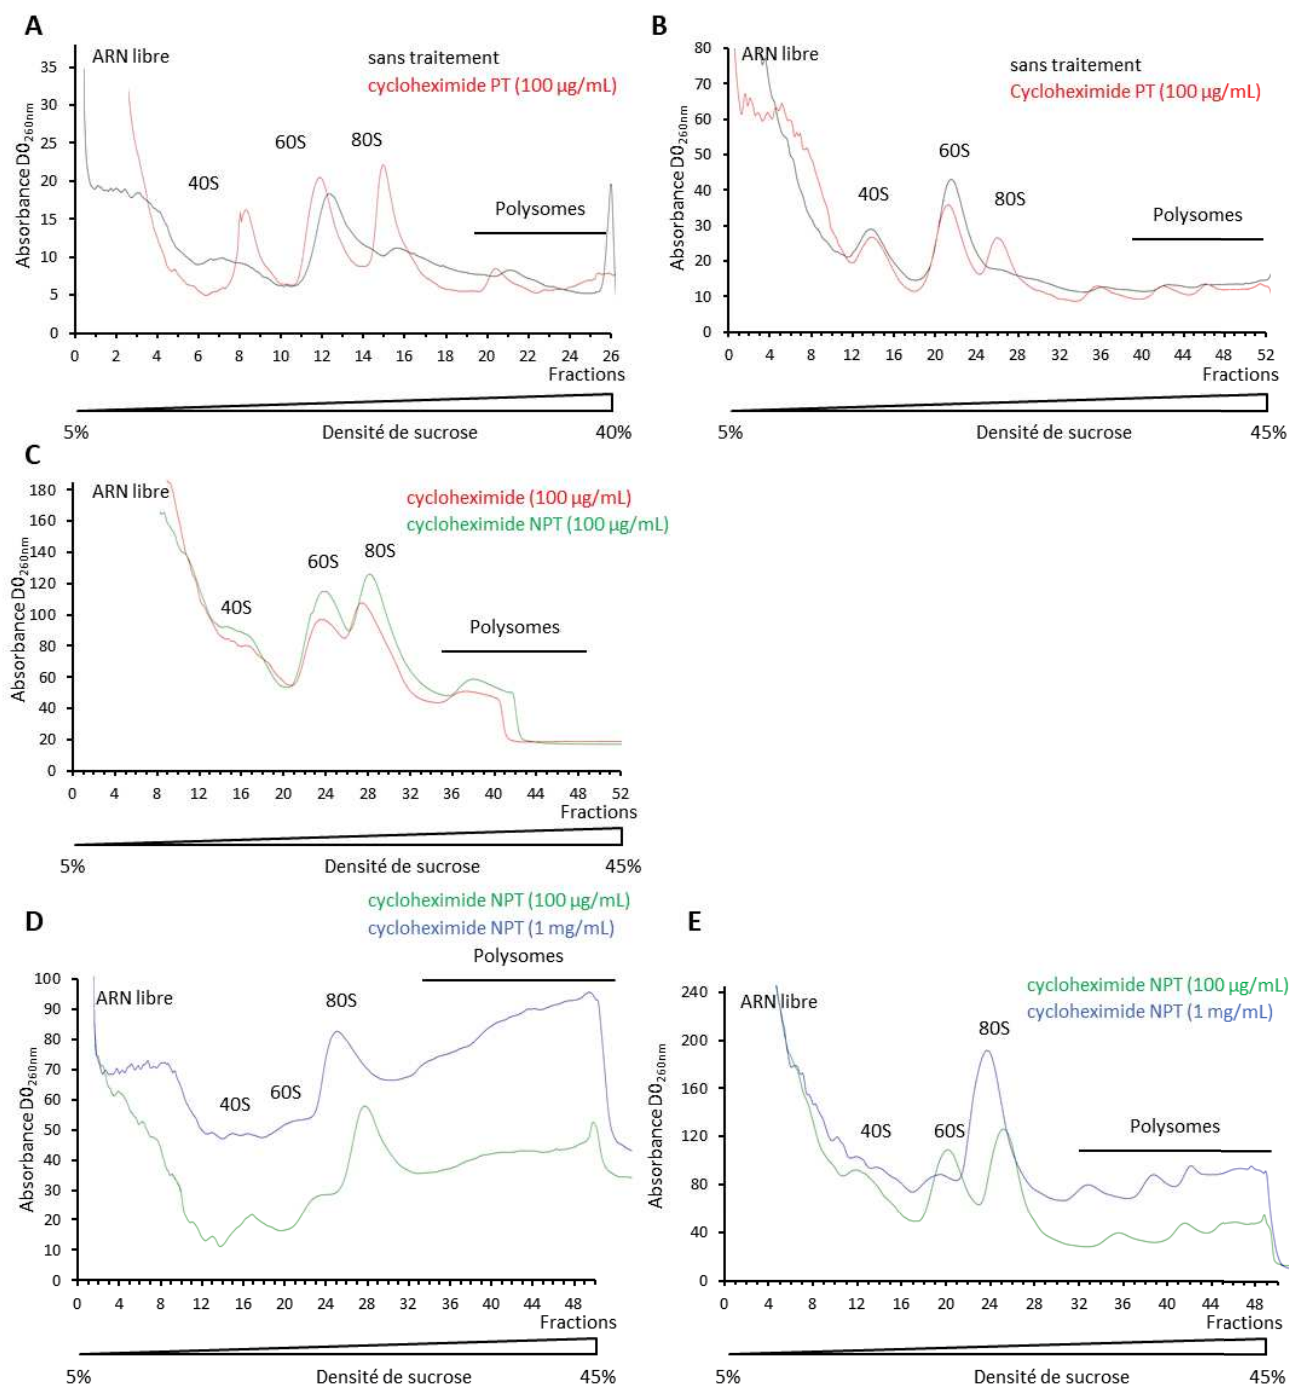 A
ARN libre
sans traitement
cycloheximide PT (100 µg/mL)
40S
60S
80S
Polysomes
Absorbance D0260nm
35
30
25
20
15
10
5
0
0 2 4 6 8 10 12 14 16 18 20 22 24 26
Fractions
5% Densité de sucrose 40%
B
ARN libre
sans traitement
Cycloheximide PT (100 µg/mL)
40S
60S
80S
Polysomes
Absorbance D0260nm
80
70
60
50
40
30
20
10
0
0 4 8 12 16 20 24 28 32 36 40 44 48 52
Fractions
5% Densité de sucrose 45%
C
ARN libre
cycloheximide (100 µg/mL)
cycloheximide NPT (100 µg/mL)
40S
60S
80S
Polysomes
Absorbance D0260nm
180
160
140
120
100
80
60
40
20
0
0 4 8 12 16 20 24 28 32 36 40 44 48 52
Fractions
5% Densité de sucrose 45%
D
cycloheximide NPT (100 µg/mL)
cycloheximide NPT (1 mg/mL)
ARN libre
40S
60S
80S
Polysomes
Absorbance D0260nm
100
90
80
70
60
50
40
30
20
10
0
0 4 8 12 16 20 24 28 32 36 40 44 48
Fractions
5% Densité de sucrose 45%
E
cycloheximide NPT (100 µg/mL)
cycloheximide NPT (1 mg/mL)
ARN libre
40S
60S
80S
Polysomes
Absorbance D0260nm
240
200
160
120
80
40
0
0 4 8 12 16 20 24 28 32 36 40 44 48
Fractions
5% Densité de sucrose 45%